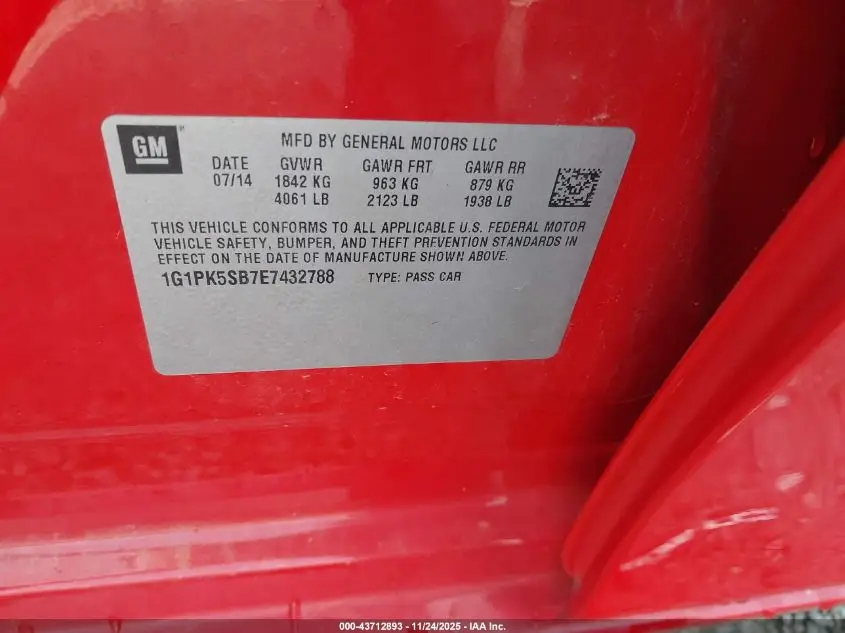 GM
MFD BY GENERAL MOTORS LLC
DATE GVWR GAWR FRT GAWR RR
07/14 1842 KG 963 KG 879 KG
4061 LB 2123 LB 1938 LB
THIS VEHICLE CONFORMS TO ALL APPLICABLE U.S. FEDERAL MOTOR
VEHICLE SAFETY, BUMPER, AND THEFT PREVENTION STANDARDS IN
EFFECT ON THE DATE OF MANUFACTURE SHOWN ABOVE.
1G1PK5SB7E7432788 TYPE: PASS CAR
000-43712893 - 11/24/2025 - IAA Inc.